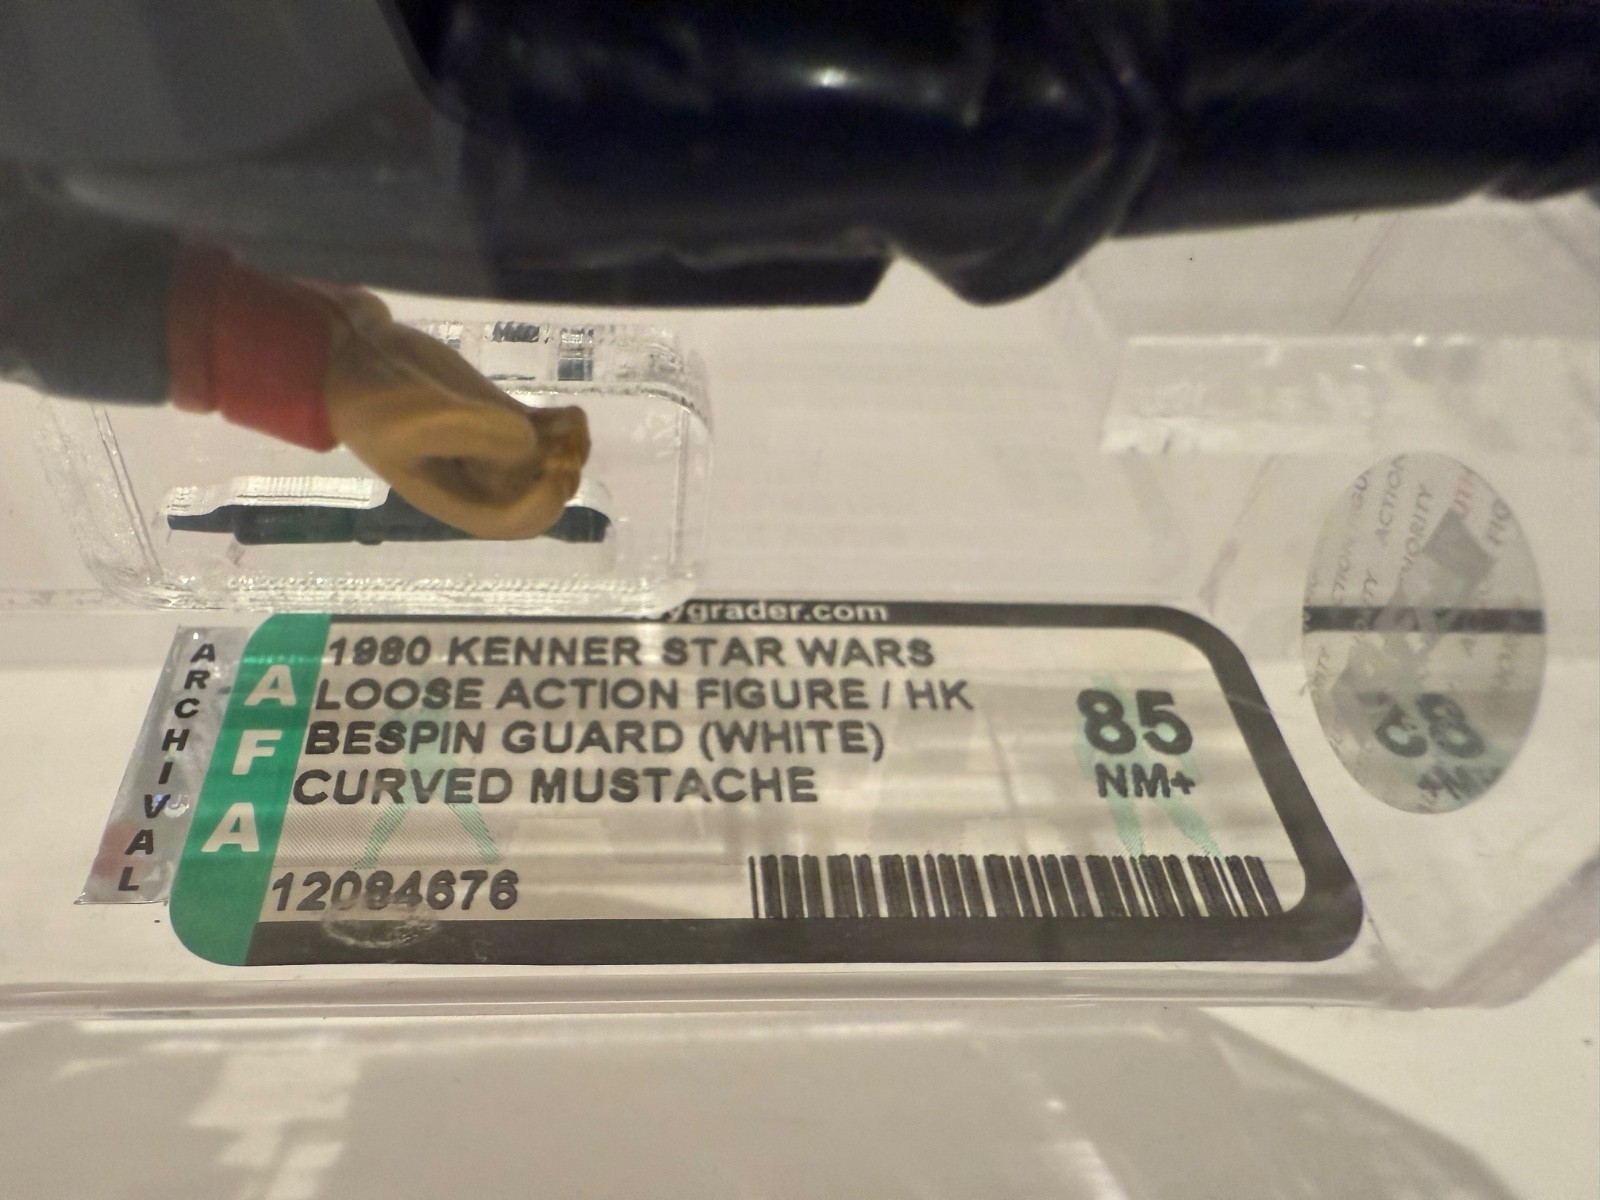 ygrader.com
1980 KENNER STAR WARS
LOOSE ACTION FIGURE / HK
BESPIN GUARD (WHITE)
CURVED MUSTACHE
85
NM+
12084676
AFA
ARCHIVAL
ACTION